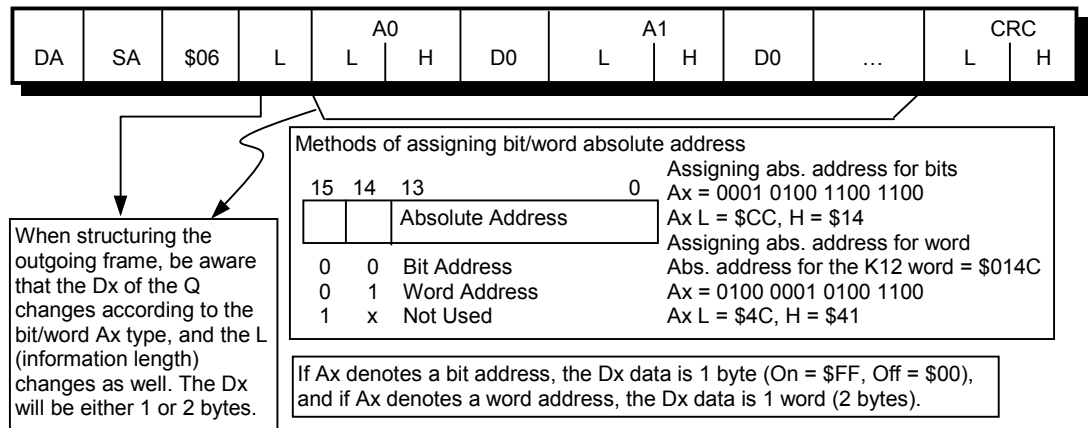 A0 A1 CRC
DA SA $06 L L H D0 L H D0 ... L H
Methods of assigning bit/word absolute address
15 14 13 0
Absolute Address
0 0 Bit Address
0 1 Word Address
1 x Not Used
Assigning abs. address for bits
Ax = 0001 0100 1100 1100
Ax L = $CC, H = $14
Assigning abs. address for word
Abs. address for the K12 word = $014C
Ax = 0100 0001 0100 1100
Ax L = $4C, H = $41
When structuring the
outgoing frame, be aware
that the Dx of the Q
changes according to the
bit/word Ax type, and the L
(information length)
changes as well. The Dx
will be either 1 or 2 bytes.
If Ax denotes a bit address, the Dx data is 1 byte (On = $FF, Off = $00),
and if Ax denotes a word address, the Dx data is 1 word (2 bytes).